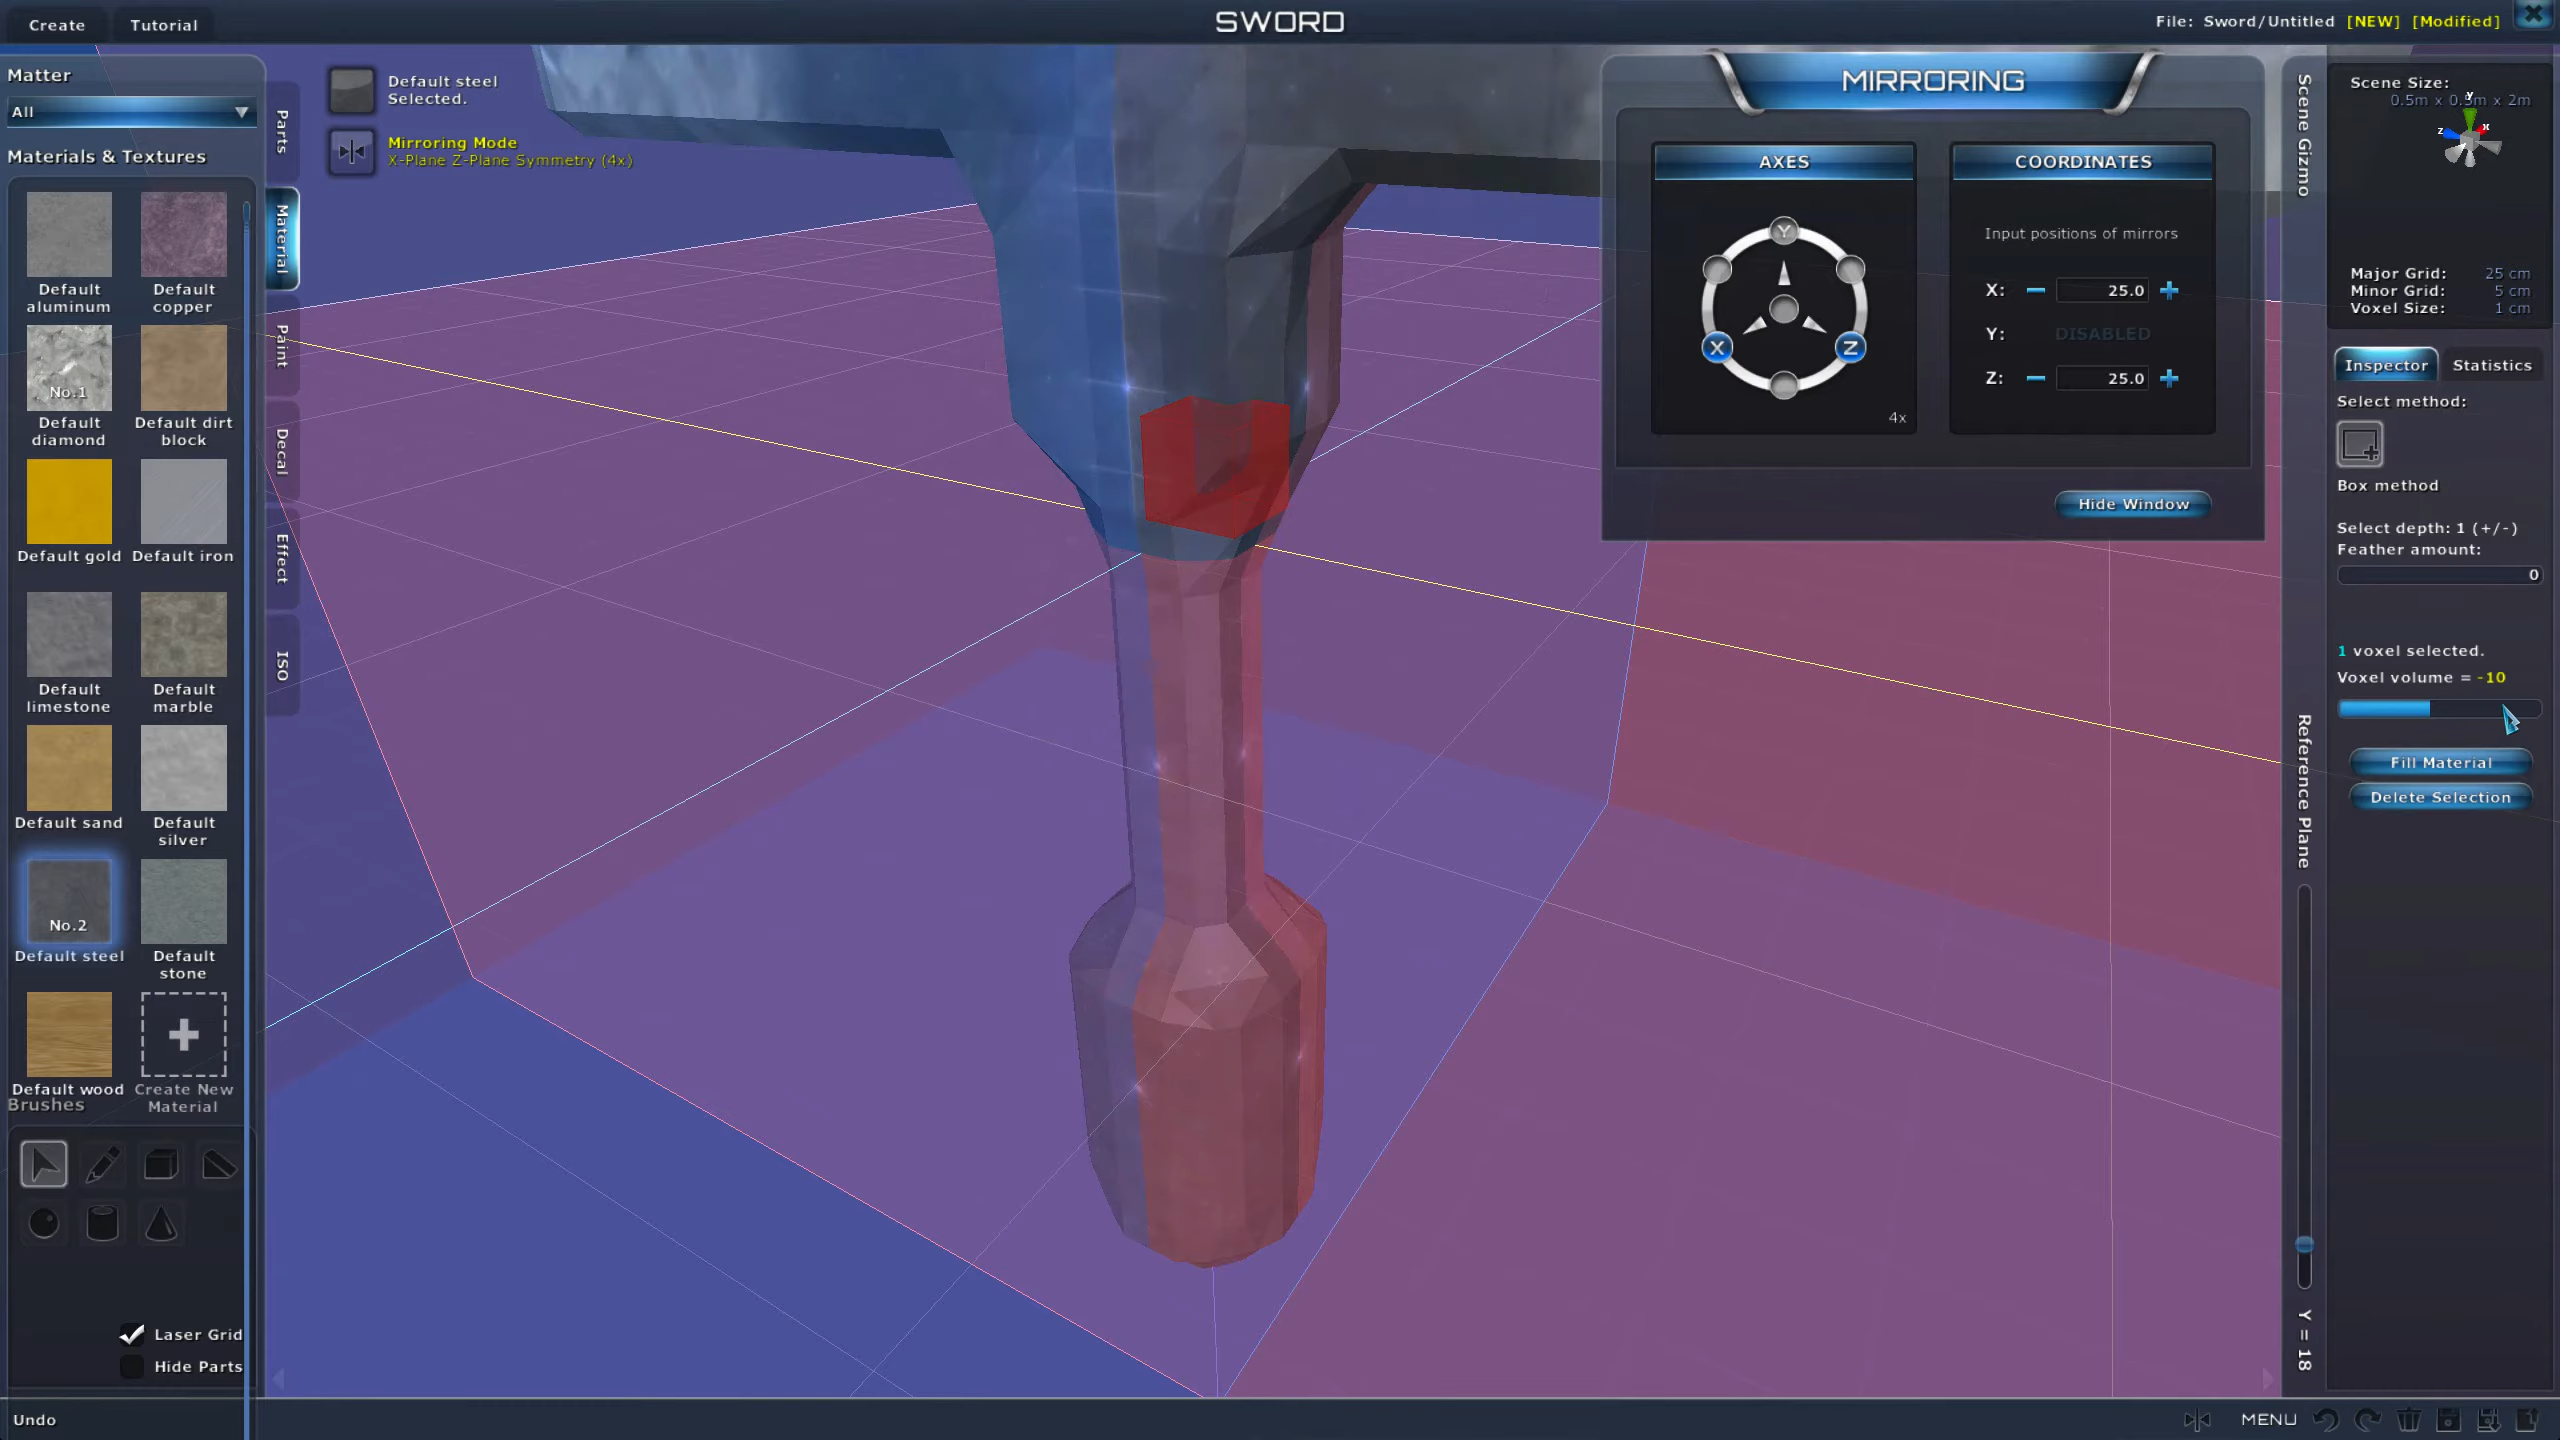 Create
Tutorial
SWORD
File: Sword/Untitled [NEW] [Modified]
Matter
All
Materials & Textures
Default aluminum
Default copper
No.1
Default diamond
Default dirt block
Default gold
Default iron
Default limestone
Default marble
Default sand
Default silver
No.2
Default steel
Default stone
Default wood
Create New Material
Brushes
Laser Grid
Hide Parts
Undo
Parts
Material
Paint
Decal
Effect
ISO
Default steel
Selected.
Mirroring Mode
X-Plane Z-Plane Symmetry (4x)
MIRRORING
AXES
Y
X
Z
4x
COORDINATES
Input positions of mirrors
X: 25.0
Y: DISABLED
Z: 25.0
Hide Window
Scene Gizmo
Reference Plane
Y = 18
Scene Size:
0.5m x 0.5m x 2m
Y
Z
X
Major Grid: 25 cm
Minor Grid: 5 cm
Voxel Size: 1 cm
Inspector
Statistics
Select method:
Box method
Select depth: 1 (+/-)
Feather amount:
0
1 voxel selected.
Voxel volume = -10
Fill Material
Delete Selection
MENU